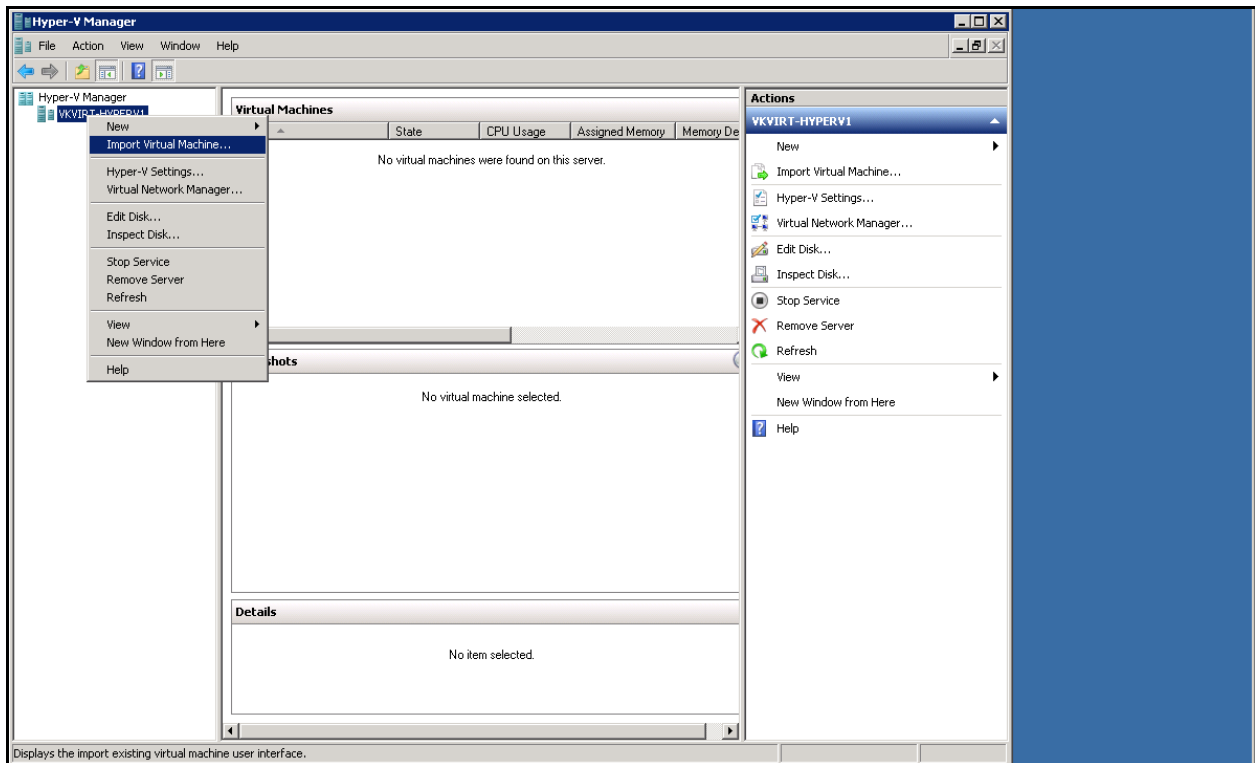 Hyper-V Manager
File Action View Window Help
Hyper-V Manager
VKVIRT-HYPERV1
New
Import Virtual Machine...
Hyper-V Settings...
Virtual Network Manager...
Edit Disk...
Inspect Disk...
Stop Service
Remove Server
Refresh
View
New Window from Here
Help
Virtual Machines
State CPU Usage Assigned Memory Memory De
No virtual machines were found on this server.
shots
No virtual machine selected.
Details
No item selected.
Actions
VKVIRT-HYPERV1
New
Import Virtual Machine...
Hyper-V Settings...
Virtual Network Manager...
Edit Disk...
Inspect Disk...
Stop Service
Remove Server
Refresh
View
New Window from Here
Help
Displays the import existing virtual machine user interface.